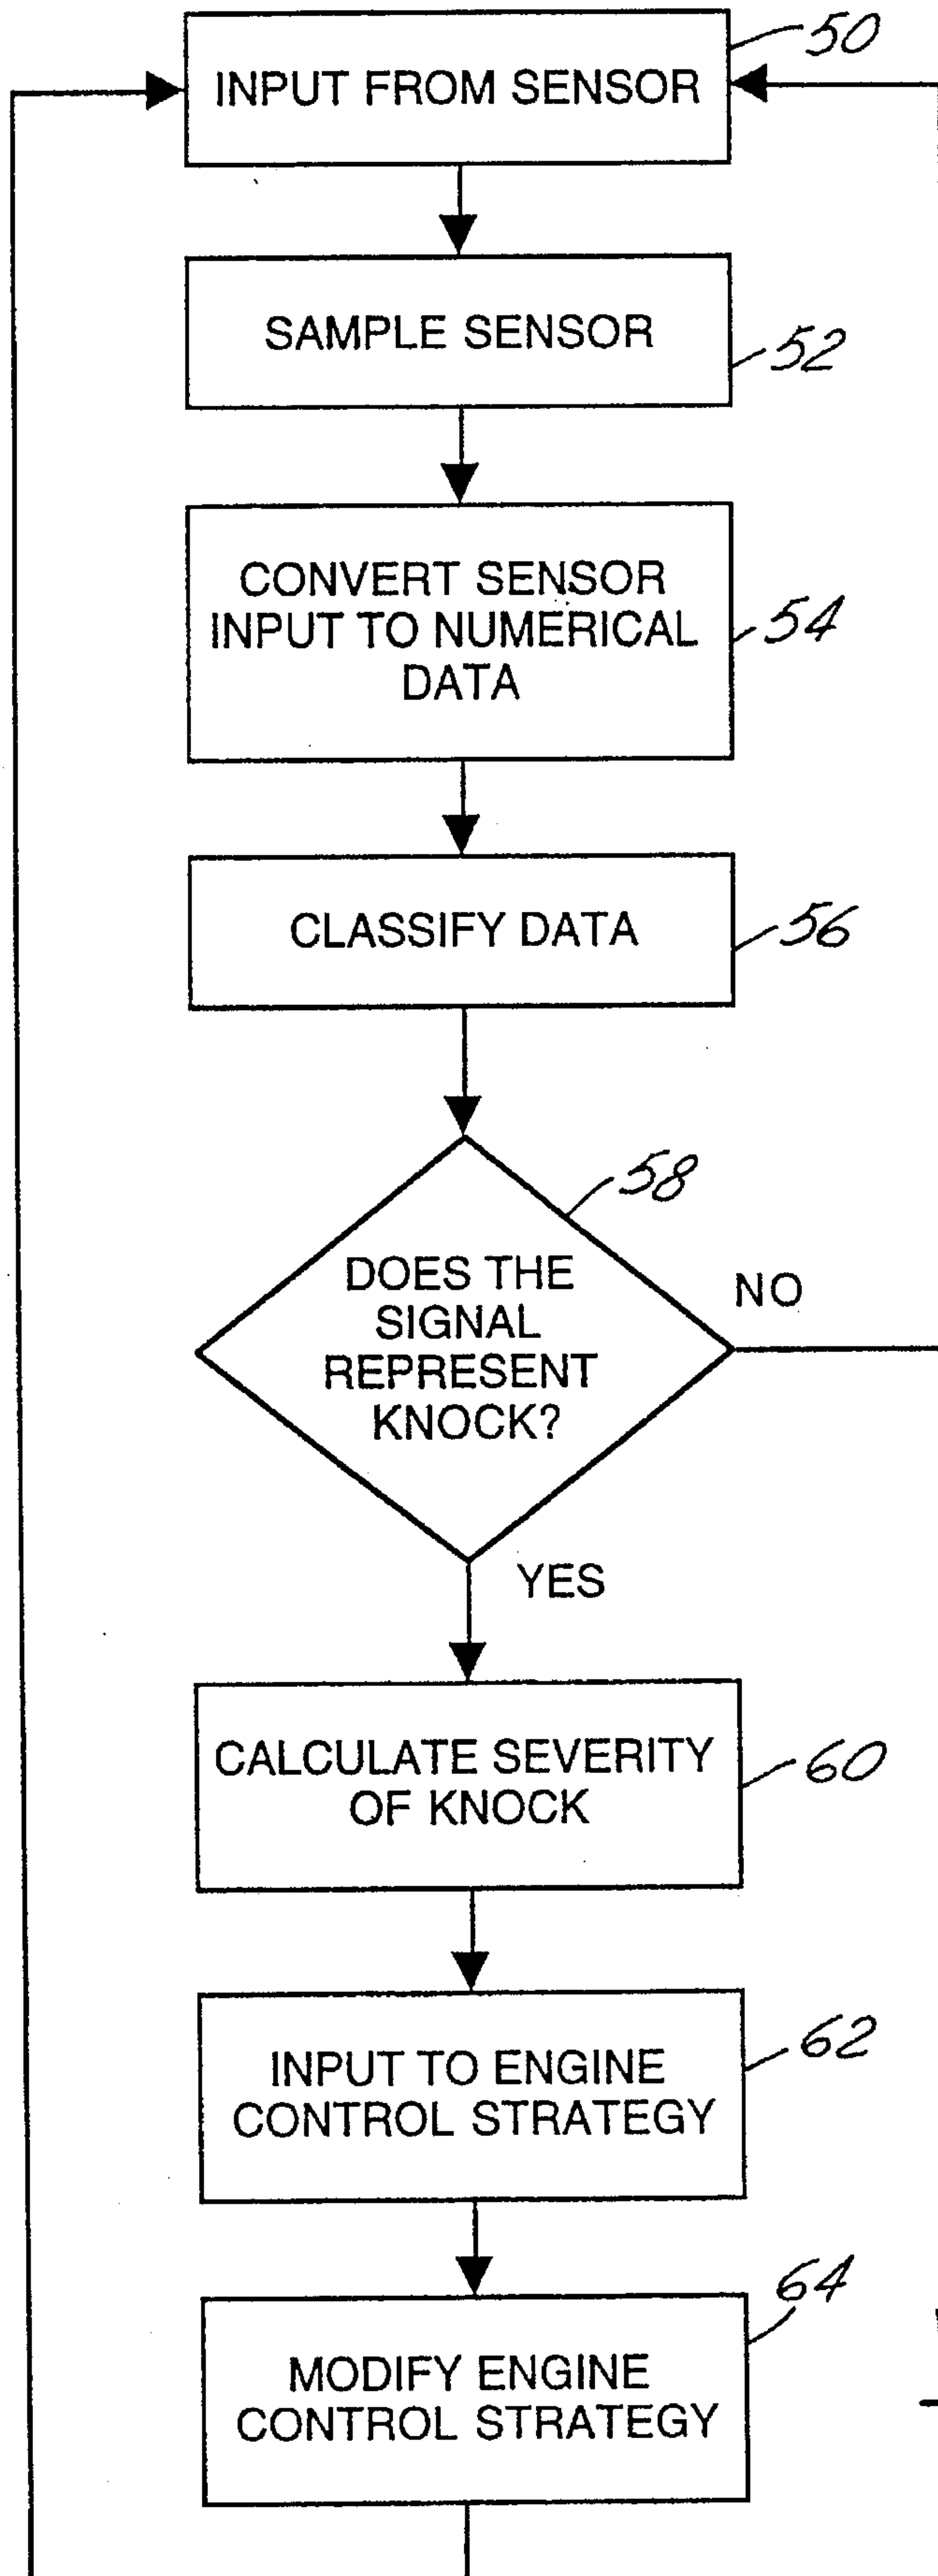 50
INPUT FROM SENSOR
SAMPLE SENSOR
52
CONVERT SENSOR
INPUT TO NUMERICAL
DATA
54
CLASSIFY DATA
56
58
DOES THE
SIGNAL
REPRESENT
KNOCK?
NO
YES
CALCULATE SEVERITY
OF KNOCK
60
INPUT TO ENGINE
CONTROL STRATEGY
62
64
MODIFY ENGINE
CONTROL STRATEGY